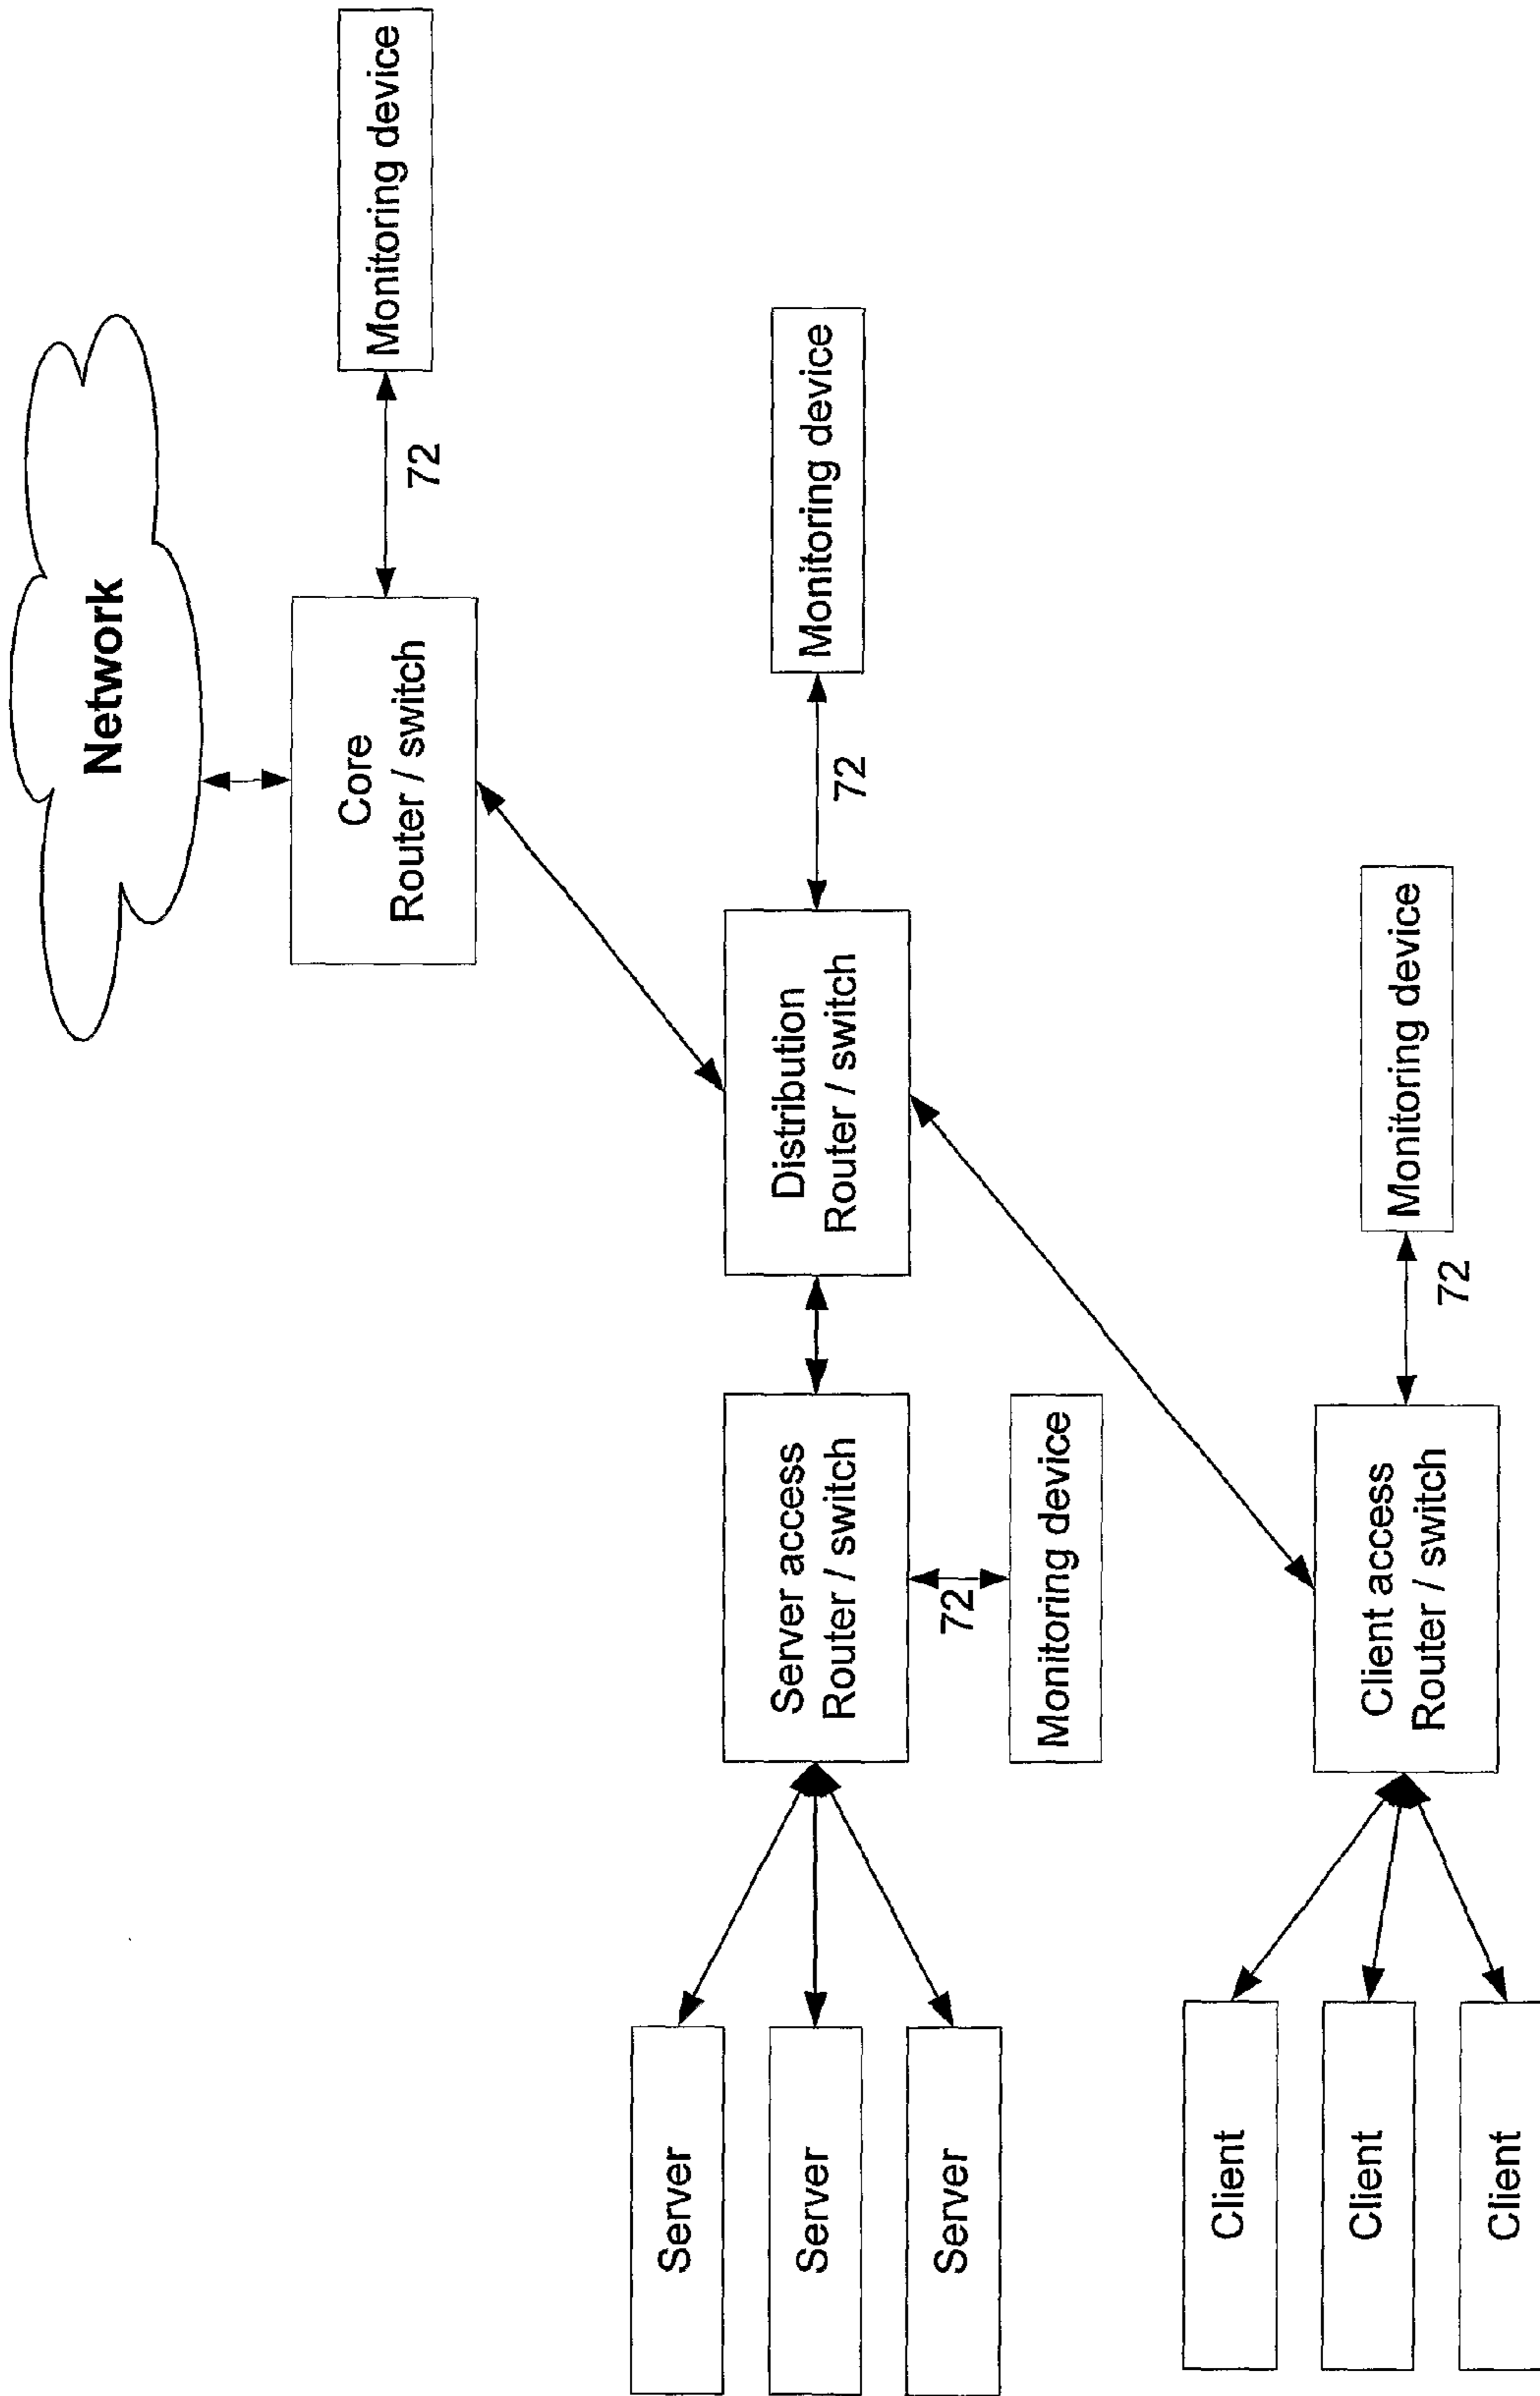 Network
Core
Router / switch
72
Monitoring device
Distribution
Router / switch
72
Monitoring device
Server access
Router / switch
72
Monitoring device
Server
Server
Server
Client access
Router / switch
72
Monitoring device
Client
Client
Client